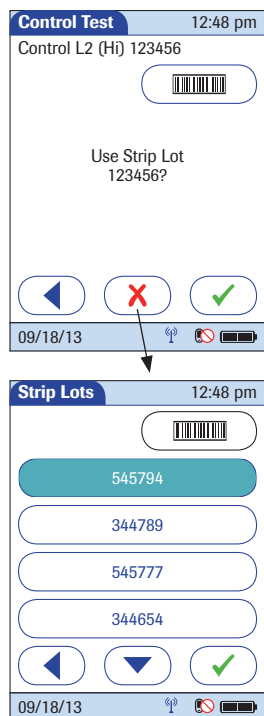 Control Test 12:48 pm
Control L2 (Hi) 123456
Use Strip Lot
123456?
09/18/13
Strip Lots 12:48 pm
545794
344789
545777
344654
09/18/13